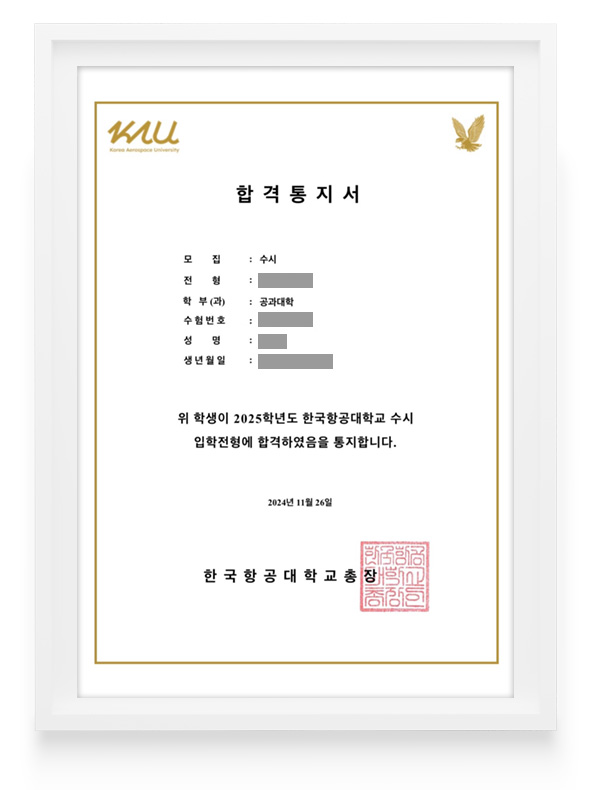 KAU
Korea Aerospace University
합격통지서
모 집 : 수시
전 형 :
학 부(과) : 공과대학
수험번호 :
성 명 :
생년월일 :
위 학생이 2025학년도 한국항공대학교 수시
입학전형에 합격하였음을 통지합니다.
2024년 11월 26일
한국항공대학교총장